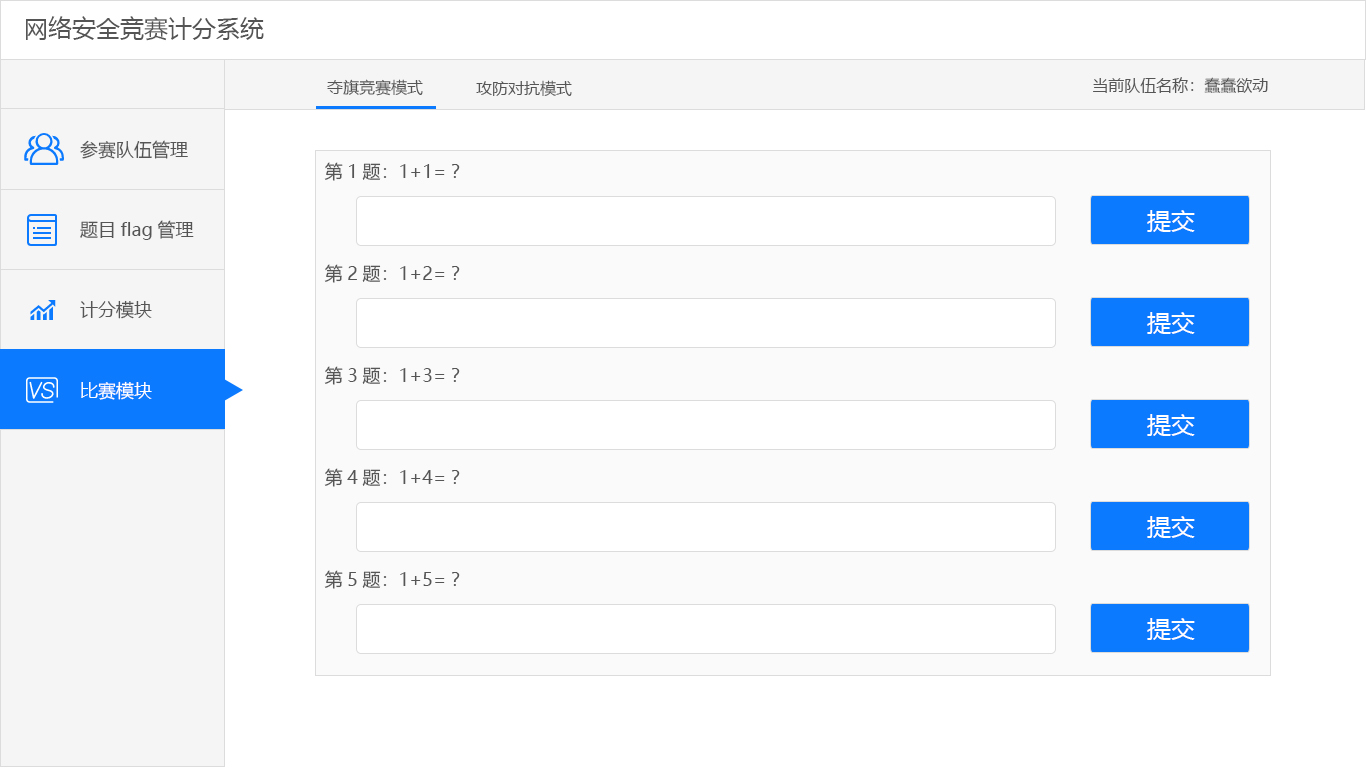 网络安全竞赛计分系统
夺旗竞赛模式
攻防对抗模式
当前队伍名称：蠢蠢欲动
参赛队伍管理
题目 flag 管理
计分模块
VS
比赛模块
第 1 题：1+1= ?
提交
第 2 题：1+2= ?
提交
第 3 题：1+3= ?
提交
第 4 题：1+4= ?
提交
第 5 题：1+5= ?
提交